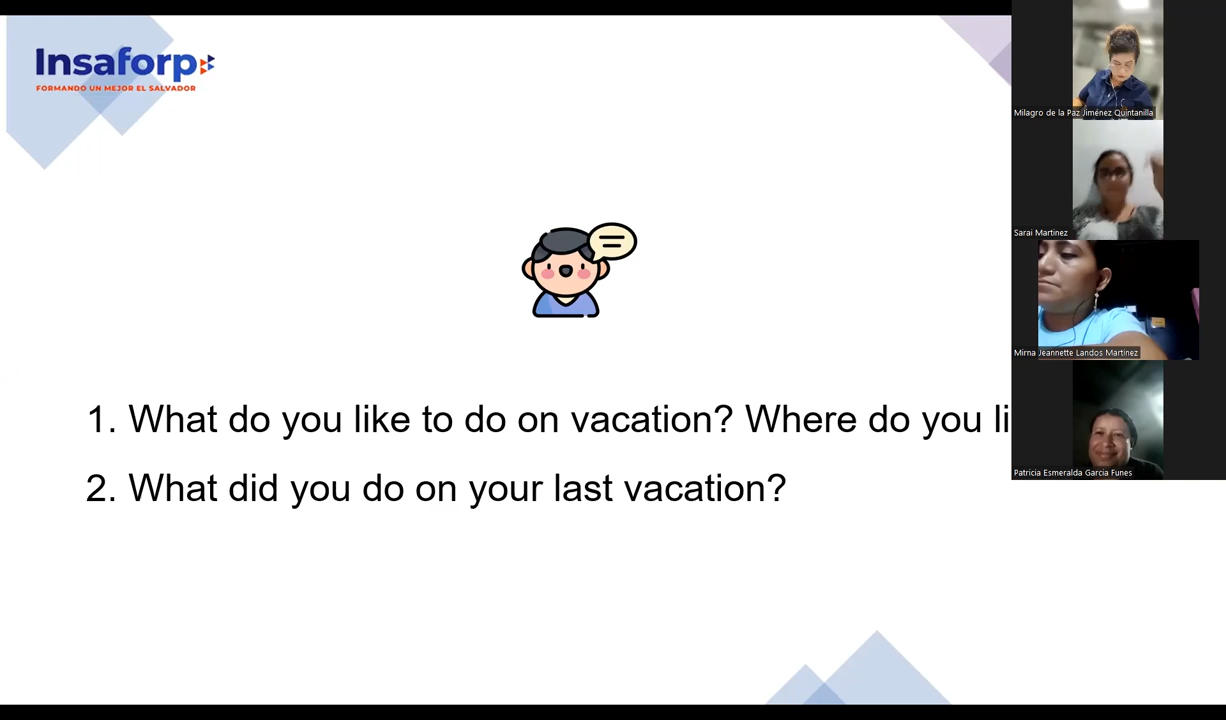 Insaforp
FORMANDO UN MEJOR EL SALVADOR
1. What do you like to do on vacation? Where do you li
2. What did you do on your last vacation?
Milagro de la Paz Jiménez Quintanilla
Sarai Martinez
Mirna Jeannette Landos Martinez
Patricia Esmeralda Garcia Funes